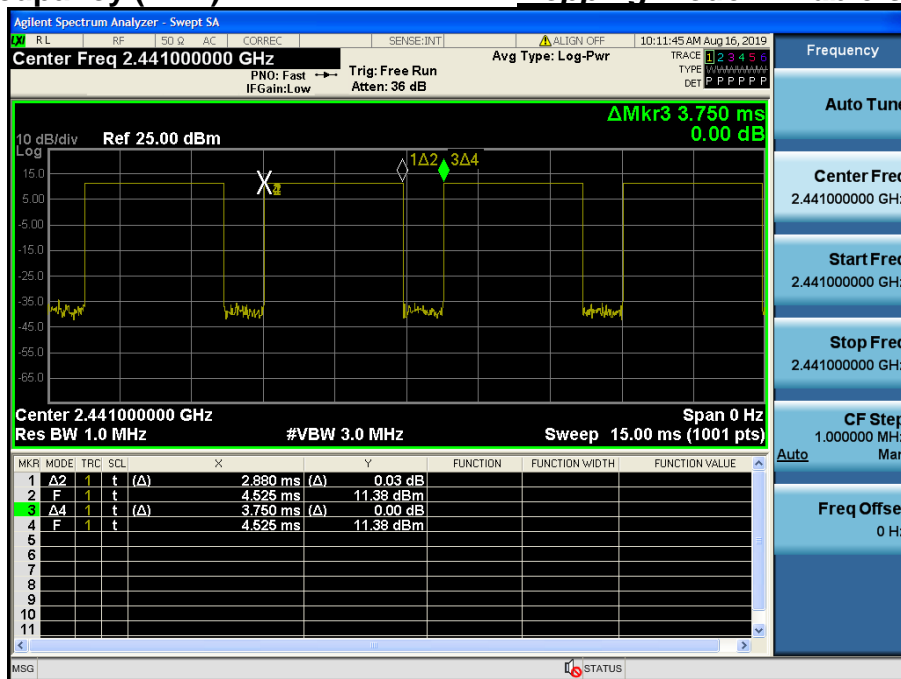 Agilent Spectrum Analyzer - Swept SA
LXI RL RF 50 Ω AC CORREC SENSE:INT ALIGN OFF 10:11:45 AM Aug 16, 2019
Center Freq 2.441000000 GHz Avg Type: Log-Pwr TRACE 1 2 3 4 5 6
PNO: Fast Trig: Free Run TYPE WWWWWW
IFGain:Low Atten: 36 dB DET P P P P P P
Frequency
ΔMkr3 3.750 ms
0.00 dB
10 dB/div Ref 25.00 dBm
Log
1Δ2 3Δ4
15.0
X
5.00
-5.00
-15.0
-25.0
-35.0
-45.0
-55.0
-65.0
Center 2.441000000 GHz Span 0 Hz
Res BW 1.0 MHz #VBW 3.0 MHz Sweep 15.00 ms (1001 pts)
MKR MODE TRC SCL X Y FUNCTION FUNCTION WIDTH FUNCTION VALUE
1 Δ2 1 t (Δ) 2.880 ms (Δ) 0.03 dB
2 F 1 t 4.525 ms 11.38 dBm
3 Δ4 1 t (Δ) 3.750 ms (Δ) 0.00 dB
4 F 1 t 4.525 ms 11.38 dBm
5
6
7
8
9
10
11
MSG STATUS
Auto Tune
Center Freq
2.441000000 GHz
Start Freq
2.441000000 GHz
Stop Freq
2.441000000 GHz
CF Step
1.000000 MHz
Auto Man
Freq Offset
0 Hz